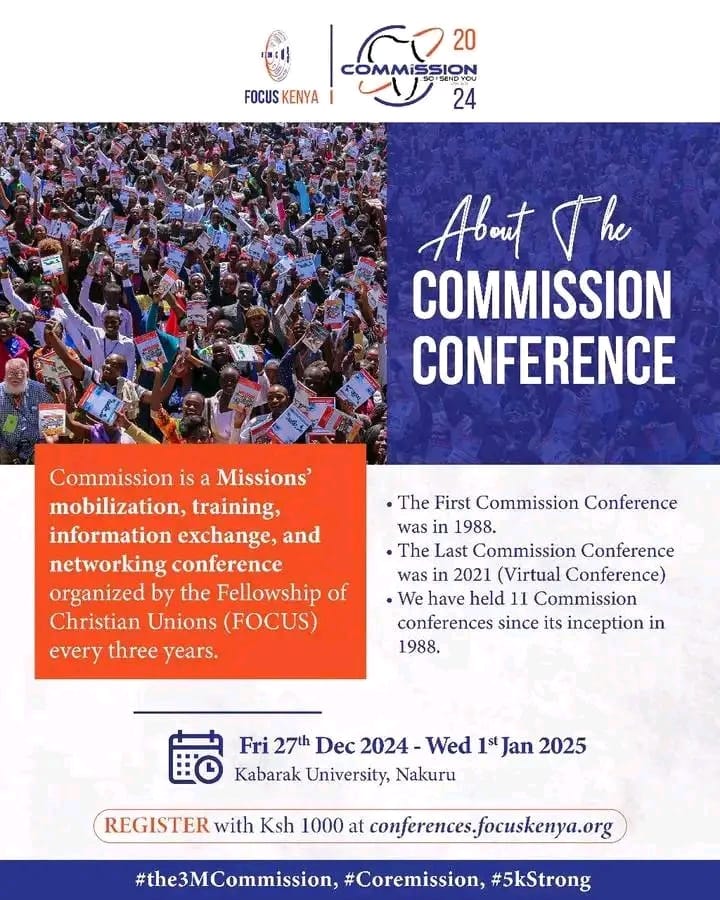 FOCUS KENYA
COMMISSION
SO I SEND YOU
20
24
About The
COMMISSION
CONFERENCE
Commission is a Missions'
mobilization, training,
information exchange, and
networking conference
organized by the Fellowship of
Christian Unions (FOCUS)
every three years.
• The First Commission Conference
was in 1988.
• The Last Commission Conference
was in 2021 (Virtual Conference)
• We have held 11 Commission
conferences since its inception in
1988.
Fri 27th Dec 2024 - Wed 1st Jan 2025
Kabarak University, Nakuru
REGISTER with Ksh 1000 at conferences.focuskenya.org
#the3MCommission, #Coremission, #5kStrong